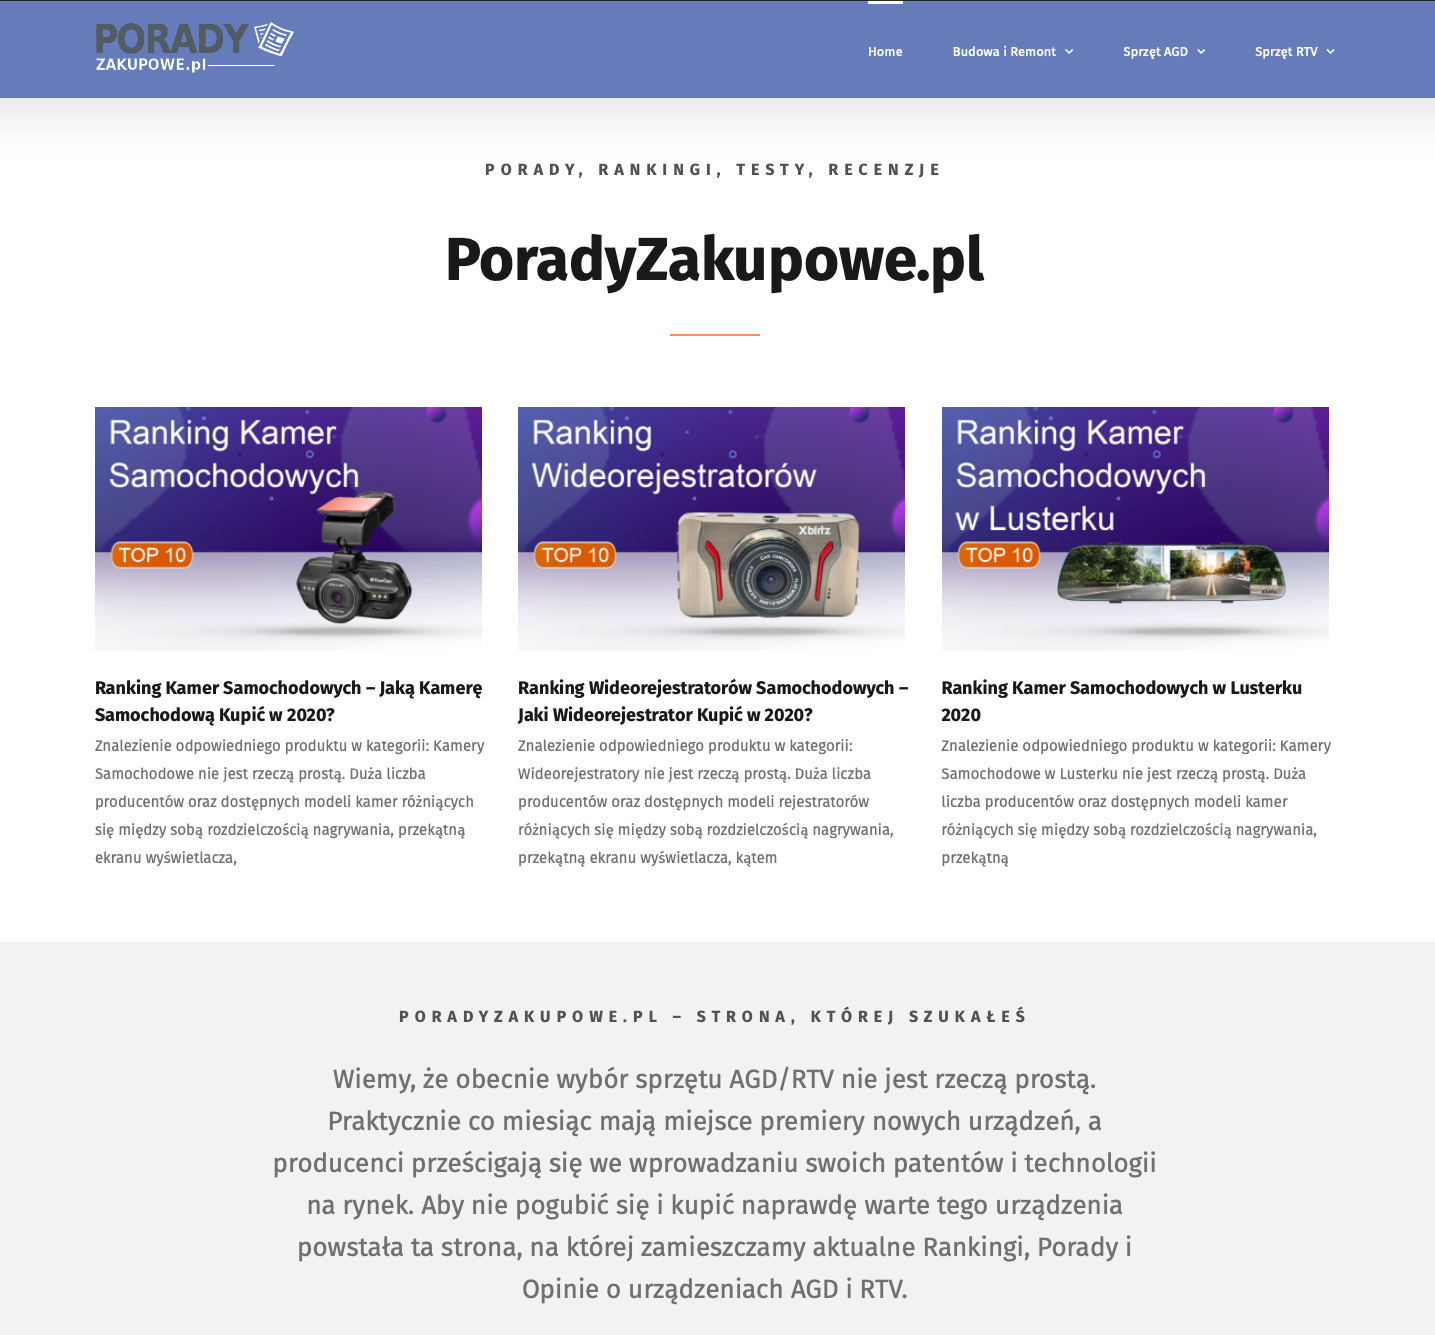 PORADY
ZAKUPOWE.pl
Home
Budowa i Remont
Sprzęt AGD
Sprzęt RTV
PORADY, RANKINGI, TESTY, RECENZJE
PoradyZakupowe.pl
Ranking Kamer
Samochodowych
TOP 10
Ranking
Wideorejestratorów
TOP 10
Xblitz
CAR CAMCORDER
Ranking Kamer
Samochodowych
w Lusterku
TOP 10
Ranking Kamer Samochodowych – Jaką Kamerę
Samochodową Kupić w 2020?
Znalezienie odpowiedniego produktu w kategorii: Kamery
Samochodowe nie jest rzeczą prostą. Duża liczba
producentów oraz dostępnych modeli kamer różniących
się między sobą rozdzielczością nagrywania, przekątną
ekranu wyświetlacza,
Ranking Wideorejestratorów Samochodowych –
Jaki Wideorejestrator Kupić w 2020?
Znalezienie odpowiedniego produktu w kategorii:
Wideorejestratory nie jest rzeczą prostą. Duża liczba
producentów oraz dostępnych modeli rejestratorów
różniących się między sobą rozdzielczością nagrywania,
przekątną ekranu wyświetlacza, kątem
Ranking Kamer Samochodowych w Lusterku
2020
Znalezienie odpowiedniego produktu w kategorii: Kamery
Samochodowe w Lusterku nie jest rzeczą prostą. Duża
liczba producentów oraz dostępnych modeli kamer
różniących się między sobą rozdzielczością nagrywania,
przekątną
PORADYZAKUPOWE.PL – STRONA, KTÓREJ SZUKAŁEŚ
Wiemy, że obecnie wybór sprzętu AGD/RTV nie jest rzeczą prostą.
Praktycznie co miesiąc mają miejsce premiery nowych urządzeń, a
producenci prześcigają się we wprowadzaniu swoich patentów i technologii
na rynek. Aby nie pogubić się i kupić naprawdę warte tego urządzenia
powstała ta strona, na której zamieszczamy aktualne Rankingi, Porady i
Opinie o urządzeniach AGD i RTV.